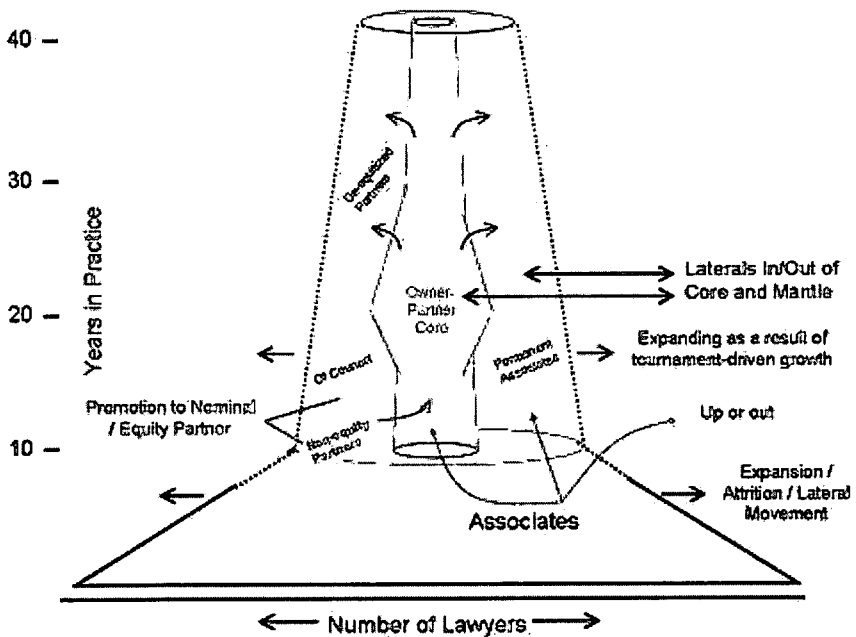 40
De-equitized
Partners
30
Years in Practice
Laterals In/Out of
Core and Mantle
Owner-
Partner
Core
20
Expanding as a result of
tournament-driven growth
Of Counsel
Permanent
Associates
Promotion to Nominal
/ Equity Partner
Non-equity
Partners
Up or out
10
Expansion /
Attrition / Lateral
Movement
Associates
Number of Lawyers